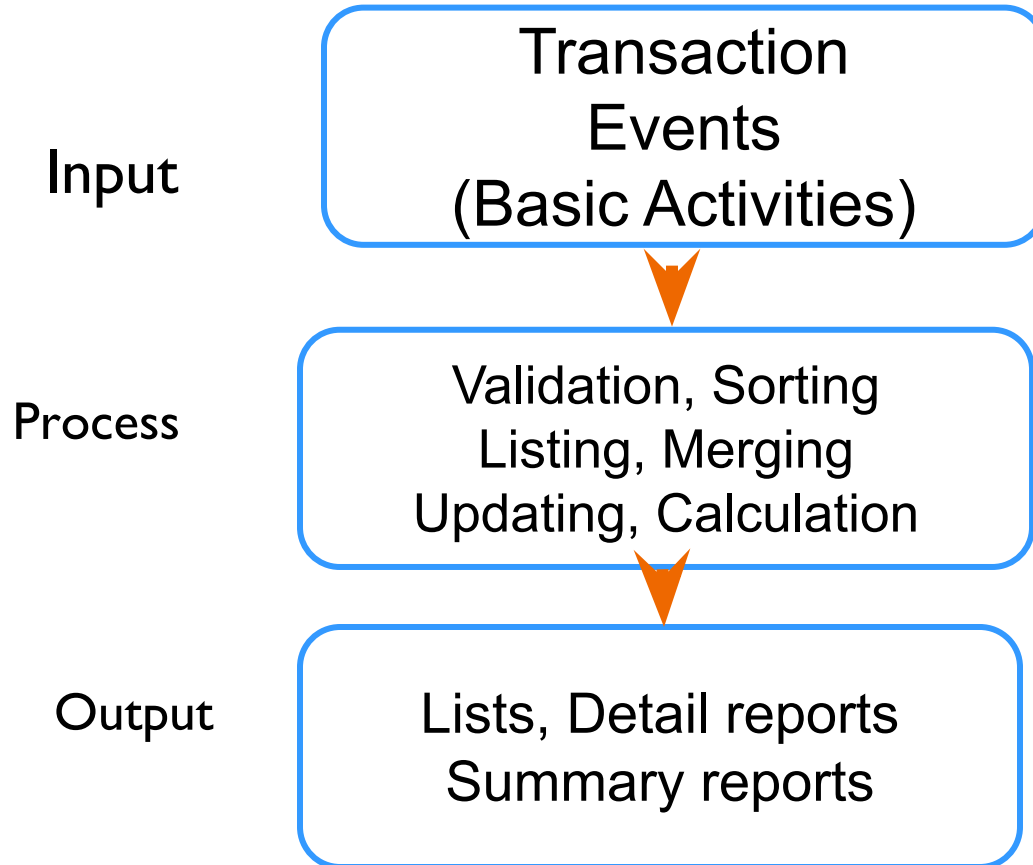 Input
Transaction
Events
(Basic Activities)
Process
Validation, Sorting
Listing, Merging
Updating, Calculation
Output
Lists, Detail reports
Summary reports